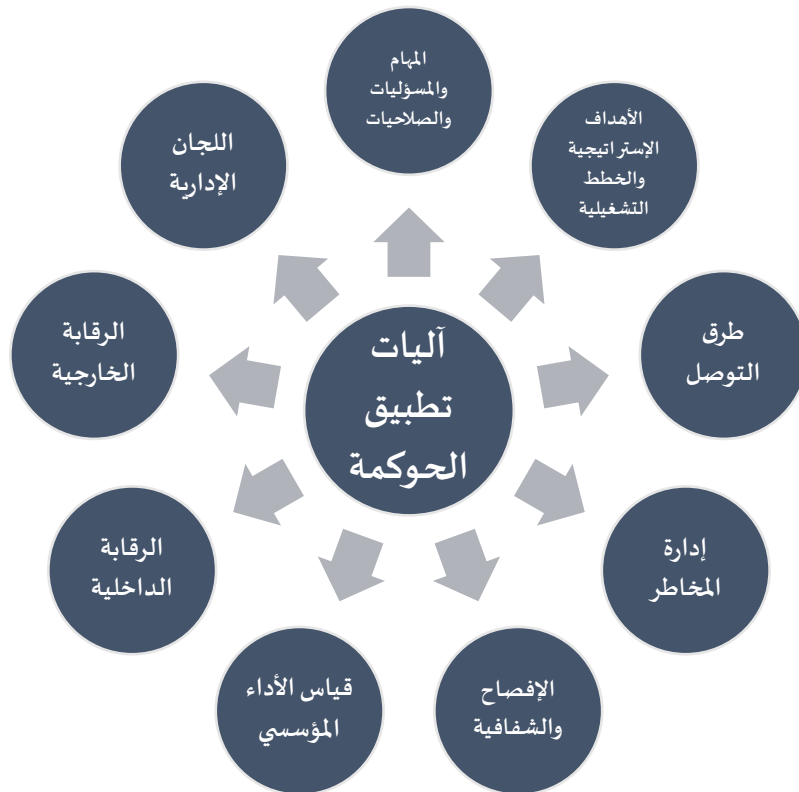 آليات
تطبيق
الحوكمة
المهام
والمسؤليات
والصلاحيات
الأهداف
الإستراتيجية
والخطط
التشغيلية
طرق
التوصل
إدارة
المخاطر
الإفصاح
والشفافية
قياس الأداء
المؤسسي
الرقابة
الداخلية
الرقابة
الخارجية
اللجان
الإدارية